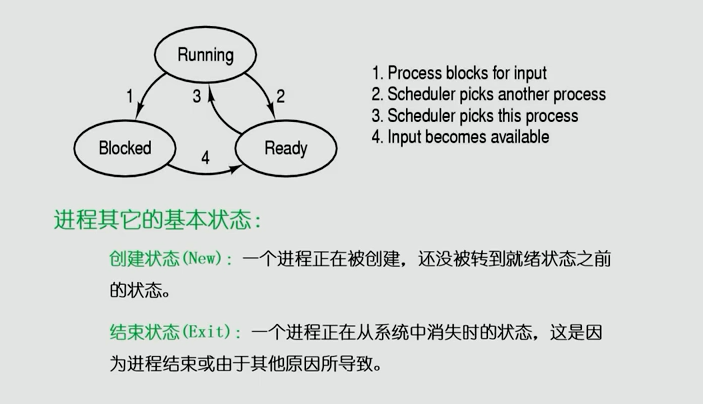 Running
1
3
2
Blocked
4
Ready
1. Process blocks for input
2. Scheduler picks another process
3. Scheduler picks this process
4. Input becomes available
进程其它的基本状态：
创建状态(New)：一个进程正在被创建，还没被转到就绪状态之前
的状态。
结束状态(Exit)：一个进程正在从系统中消失时的状态，这是因
为进程结束或由于其他原因所导致。